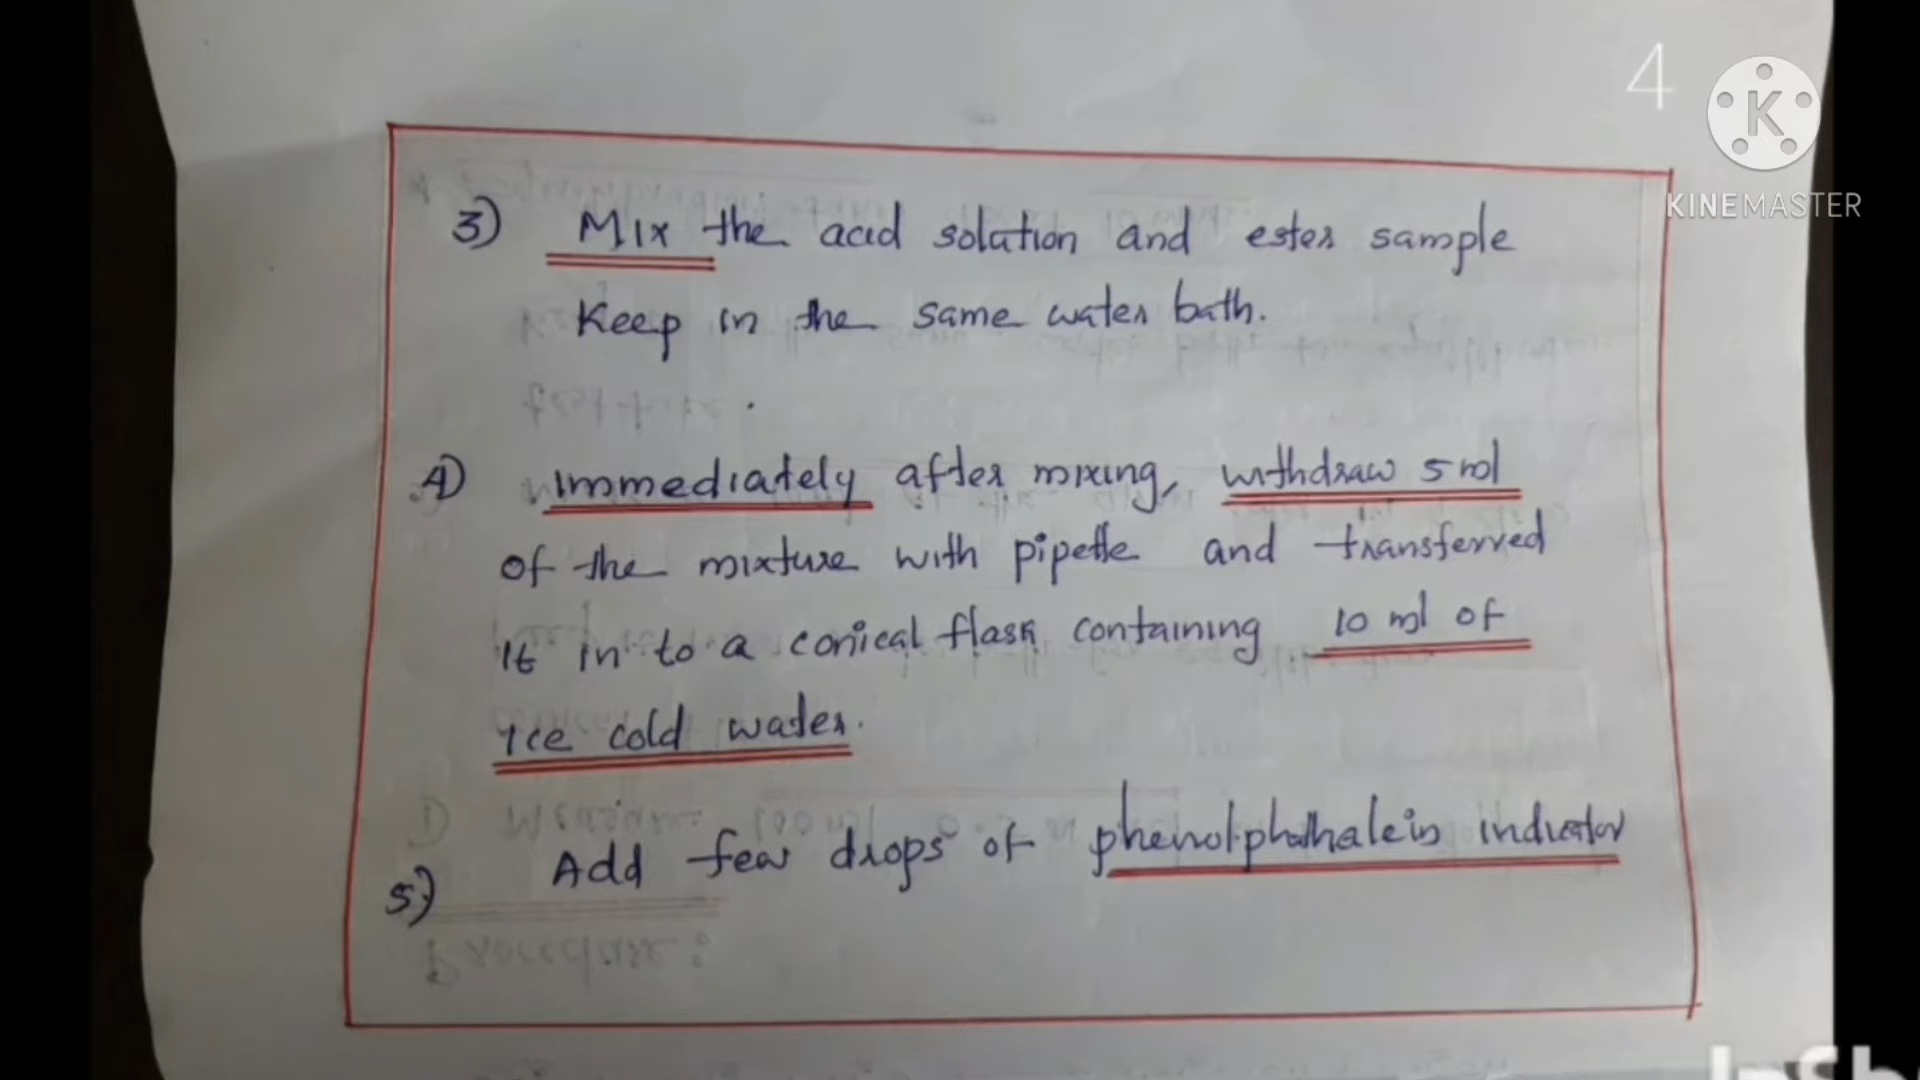 4
KINEMASTER
3) Mix the acid solution and ester sample
Keep in the same water bath.
4) immediately after mixing, withdraw 5 ml
of the mixture with pipette and transferred
It in to a conical flask containing 10 ml of
Ice cold water.
5.) Add few drops of phenolphthalein indicator